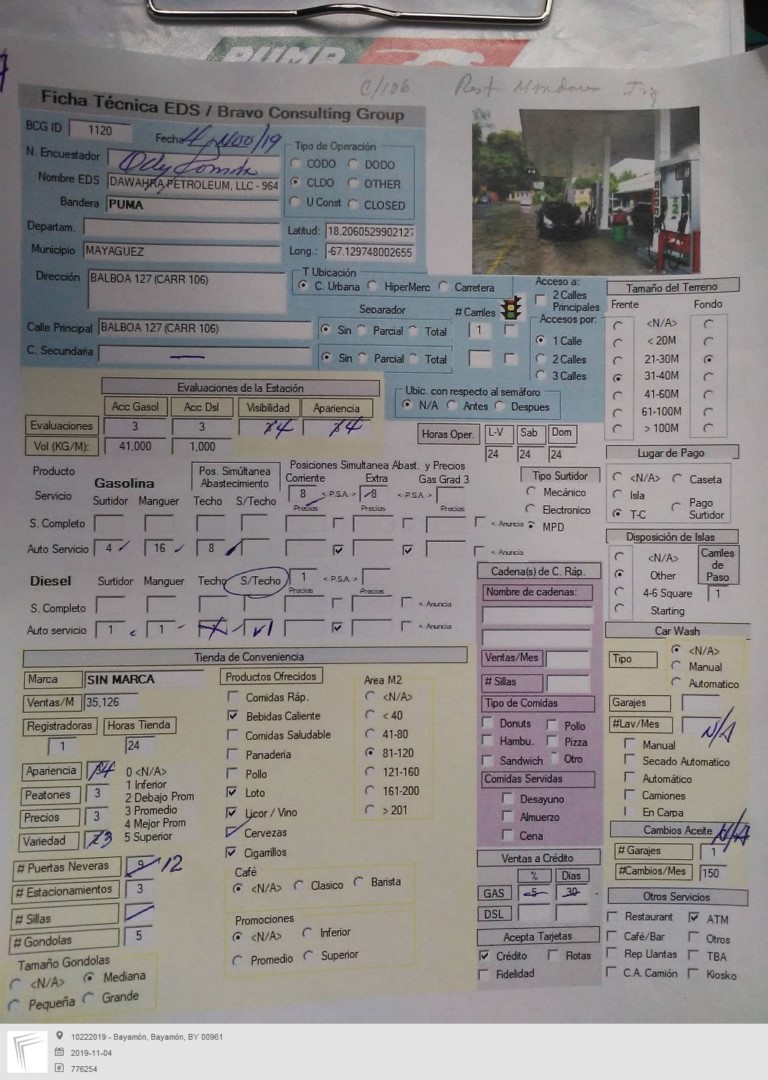 PUMA
C/106
Ficha Técnica EDS / Bravo Consulting Group
BCG ID 1120
Fecha 4/Nov/19
N. Encuestador
Nombre EDS DAWAHRA PETROLEUM, LLC - 964
Bandera PUMA
Departam.
Municipio MAYAGUEZ
Tipo de Operación
CODO DODO
CLDO OTHER
U Const CLOSED
Latitud: 18.2060529902127
Long.: -67.129748002655
Dirección BALBOA 127 (CARR 106)
Calle Principal BALBOA 127 (CARR 106)
C. Secundaria —
T Ubicación
C. Urbana HiperMerc Carretera
Separador # Carriles
Sin Parcial Total 1
Sin Parcial Total
Acceso a:
2 Calles Principales
Accesos por:
1 Calle
2 Calles
3 Calles
Ubic. con respecto al semáforo
N/A Antes Despues
Tamaño del Terreno
Frente Fondo
<N/A>
< 20M
21-30M
31-40M
41-60M
61-100M
> 100M
Evaluaciones de la Estación
Acc Gasol Acc Dsl Visibilidad Apariencia
Evaluaciones 3 3 4 4
Vol (KG/M): 41,000 1,000
Horas Oper. L-V Sab Dom
24 24 24
Lugar de Pago
<N/A> Caseta
Isla
T-C Pago Surtidor
Producto
Servicio
Gasolina
Pos. Simúltanea Abastecimiento
Posiciones Simultanea Abast. y Precios
Corriente Extra Gas Grad 3
Surtidor Manguer Techo S/Techo 8 < P.S.A. > 8 < P.S.A. >
Precios Precios Precios
S. Completo < Anuncia
Auto Servicio 4 16 8 < Anuncia
Tipo Surtidor
Mecánico
Electronico
MPD
Disposición de Islas
<N/A>
Other
4-6 Square
Starting
Carriles de Paso
1
Diesel Surtidor Manguer Techo S/Techo 1 < P.S.A. >
Precios Precios
S. Completo < Anuncia
Auto servicio 1 1 1 < Anuncia
Cadena(s) de C. Ráp.
Nombre de cadenas:
Ventas/Mes
# Sillas
Tipo de Comidas
Donuts Pollo
Hambu. Pizza
Sandwich Otro
Comidas Servidas
Desayuno
Almuerzo
Cena
Car Wash
Tipo <N/A>
Manual
Automatico
Garajes
#Lav/Mes N/A
Manual
Secado Automatico
Automático
Camiones
En Carpa
Cambios Aceite N/A
# Garajes 1
#Cambios/Mes 150
Tienda de Conveniencia
Marca SIN MARCA
Ventas/M 35,126
Registradoras Horas Tienda
1 24
Apariencia 4
Peatones 3
Precios 3
Variedad 3
0 <N/A>
1 Inferior
2 Debajo Prom
3 Promedio
4 Mejor Prom
5 Superior
# Puertas Neveras 9 12
# Estacionamientos 3
# Sillas
# Gondolas 5
Tamaño Gondolas
<N/A> Mediana
Pequeña Grande
Productos Ofrecidos
Comidas Ráp.
Bebidas Caliente
Comidas Saludable
Panaderia
Pollo
Loto
Licor / Vino
Cervezas
Cigarrillos
Area M2
<N/A>
< 40
41-80
81-120
121-160
161-200
> 201
Café
<N/A> Clasico Barista
Promociones
<N/A> Inferior
Promedio Superior
Ventas a Crédito
% Dias
GAS 5 30
DSL
Acepta Tarjetas
Crédito Flotas
Fidelidad
Otros Servicios
Restaurant ATM
Café/Bar Otros
Rep Llantas TBA
C.A. Camión Kiosko
10222019 - Bayamón, Bayamón, BY 00961
2019-11-04
776254